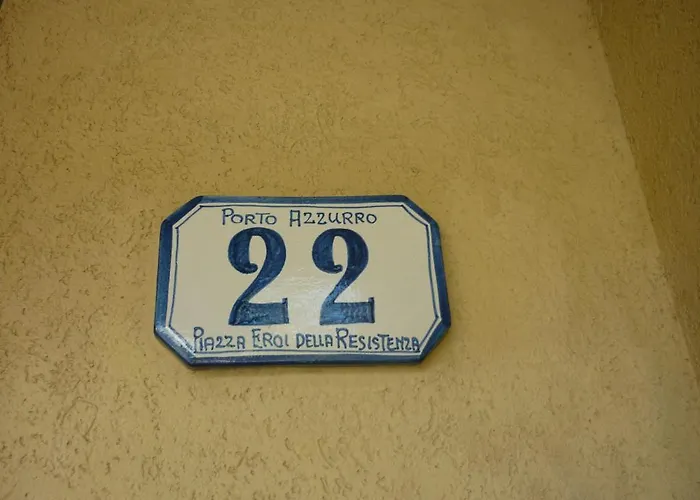 PORTO AZZURRO
22
PIAZZA EROI DELLA RESISTENZA